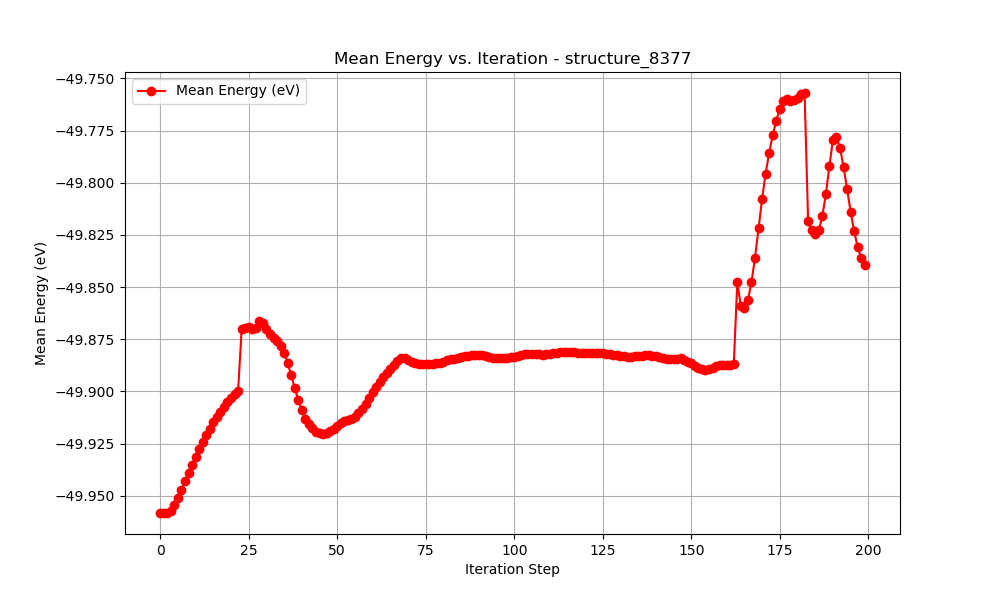 Mean Energy vs. Iteration - structure_8377
Mean Energy (eV)
−49.750
−49.775
−49.800
−49.825
−49.850
−49.875
−49.900
−49.925
−49.950
Mean Energy (eV)
0 25 50 75 100 125 150 175 200
Iteration Step